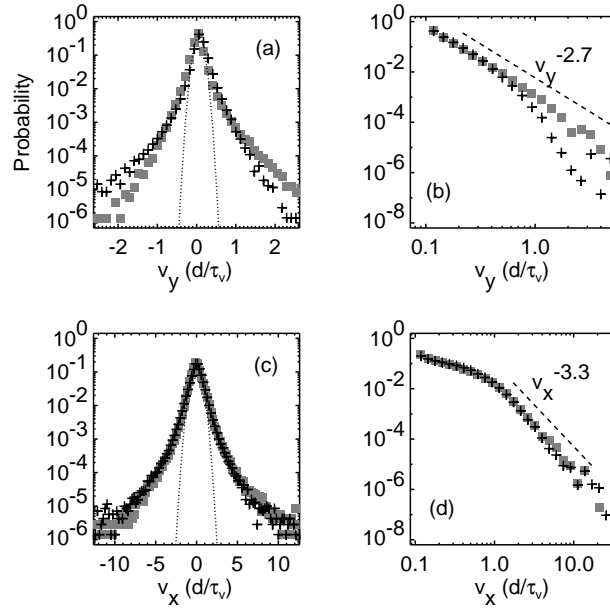 10^0
10^-1
10^-2
10^-3
10^-4
10^-5
10^-6
Probability
(a)
-2 -1 0 1 2
v_y (d/τ_v)
10^0
10^-2
10^-4
10^-6
10^-8
v_y^-2.7
(b)
0.1 1.0
v_y (d/τ_v)
10^0
10^-1
10^-2
10^-3
10^-4
10^-5
10^-6
(c)
-10 -5 0 5 10
v_x (d/τ_v)
10^0
10^-2
10^-4
10^-6
10^-8
v_x^-3.3
(d)
0.1 1.0 10.0
v_x (d/τ_v)